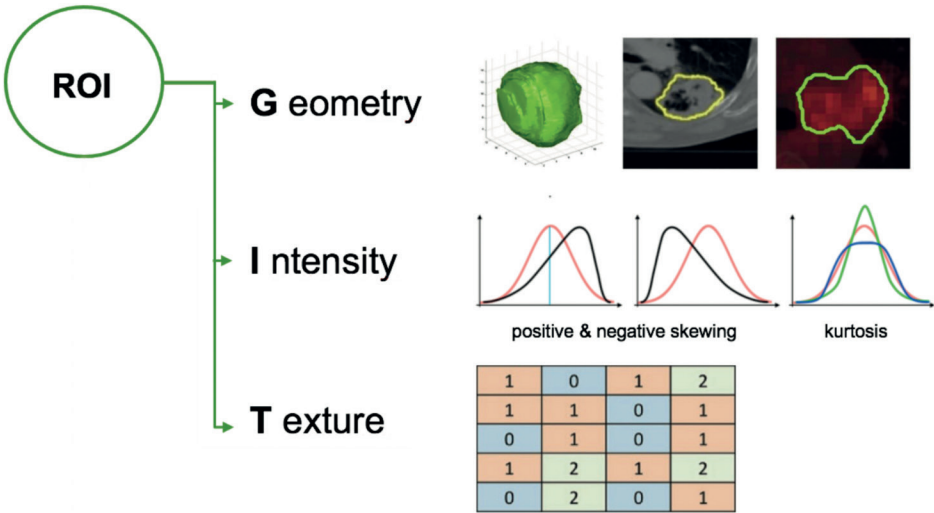 ROI
G eometry
I ntensity
positive & negative skewing
kurtosis
T exture
1 0 1 2
1 1 0 1
0 1 0 1
1 2 1 2
0 2 0 1